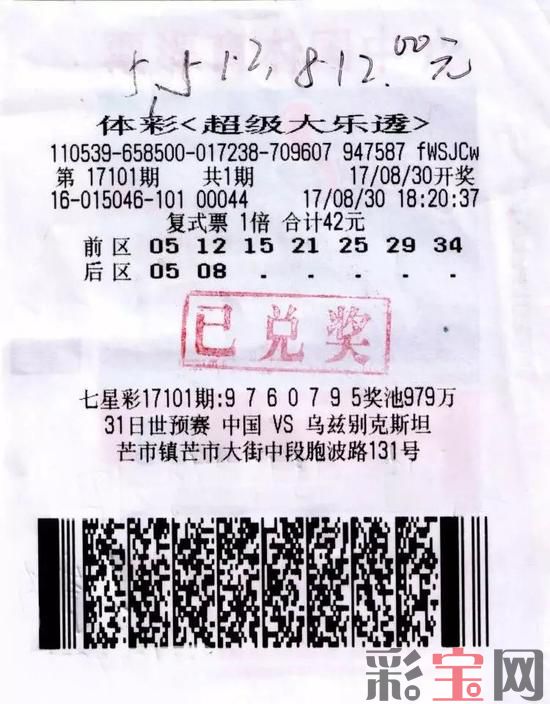 5.5 1.2, 8.12.00元
体彩<超级大乐透>
110539-658500-017238-709607 947587 fWSJCw
第 17101期 共1期 17/08/30开奖
16-015046-101 00044 17/08/30 18:20:37
复式票 1倍 合计42元
前区 05 12 15 21 25 29 34
后区 05 08 . . . . .
已兑奖
七星彩17101期:9 7 6 0 7 9 5奖池979万
31日世预赛 中国 VS 乌兹别克斯坦
芒市镇芒市大街中段胞波路131号
彩宝网